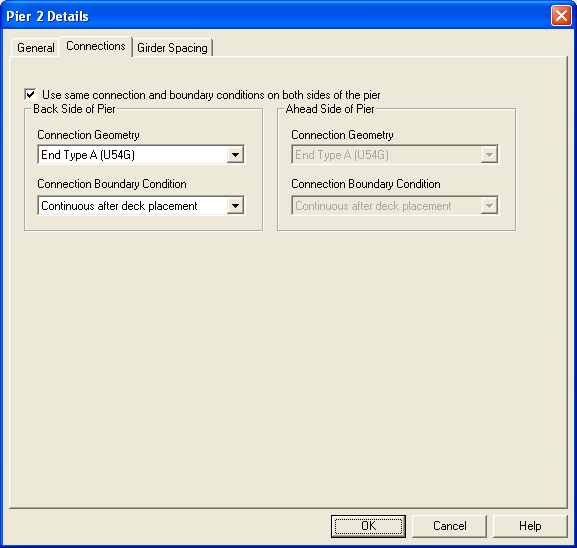 Pier 2 Details
General Connections Girder Spacing
Use same connection and boundary conditions on both sides of the pier
Back Side of Pier
Connection Geometry
End Type A (U54G)
Connection Boundary Condition
Continuous after deck placement
Ahead Side of Pier
Connection Geometry
End Type A (U54G)
Connection Boundary Condition
Continuous after deck placement
OK Cancel Help